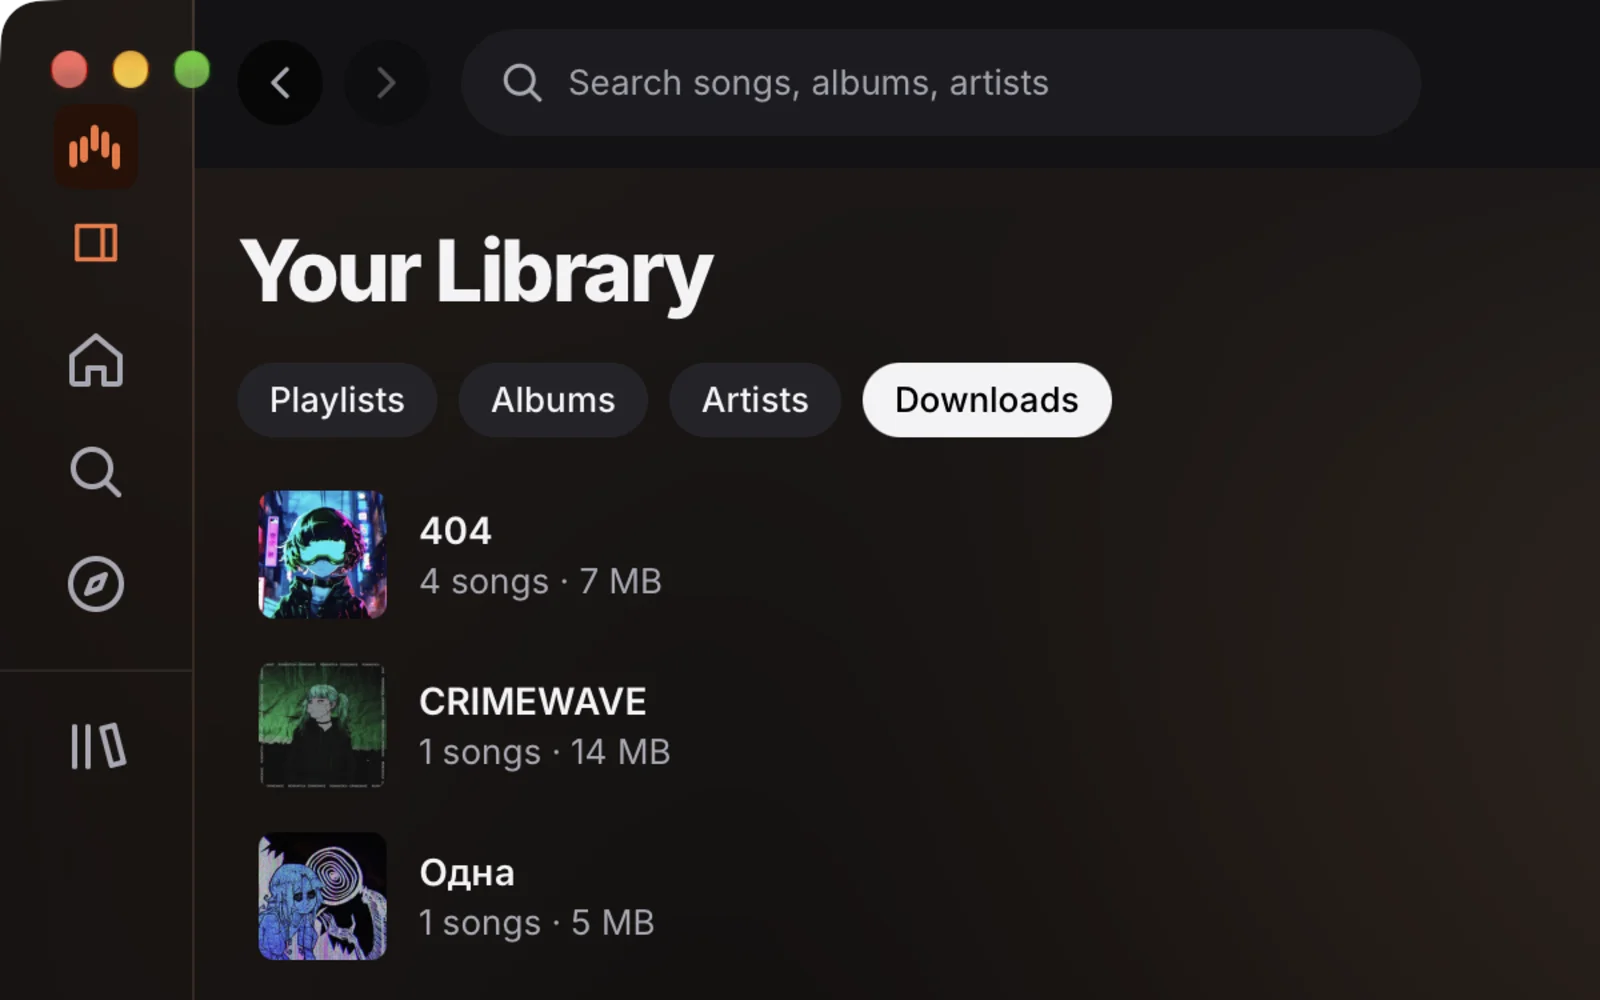 Search songs, albums, artists
Your Library
Playlists Albums Artists Downloads
404
4 songs · 7 MB
CRIMEWAVE
1 songs · 14 MB
Одна
1 songs · 5 MB